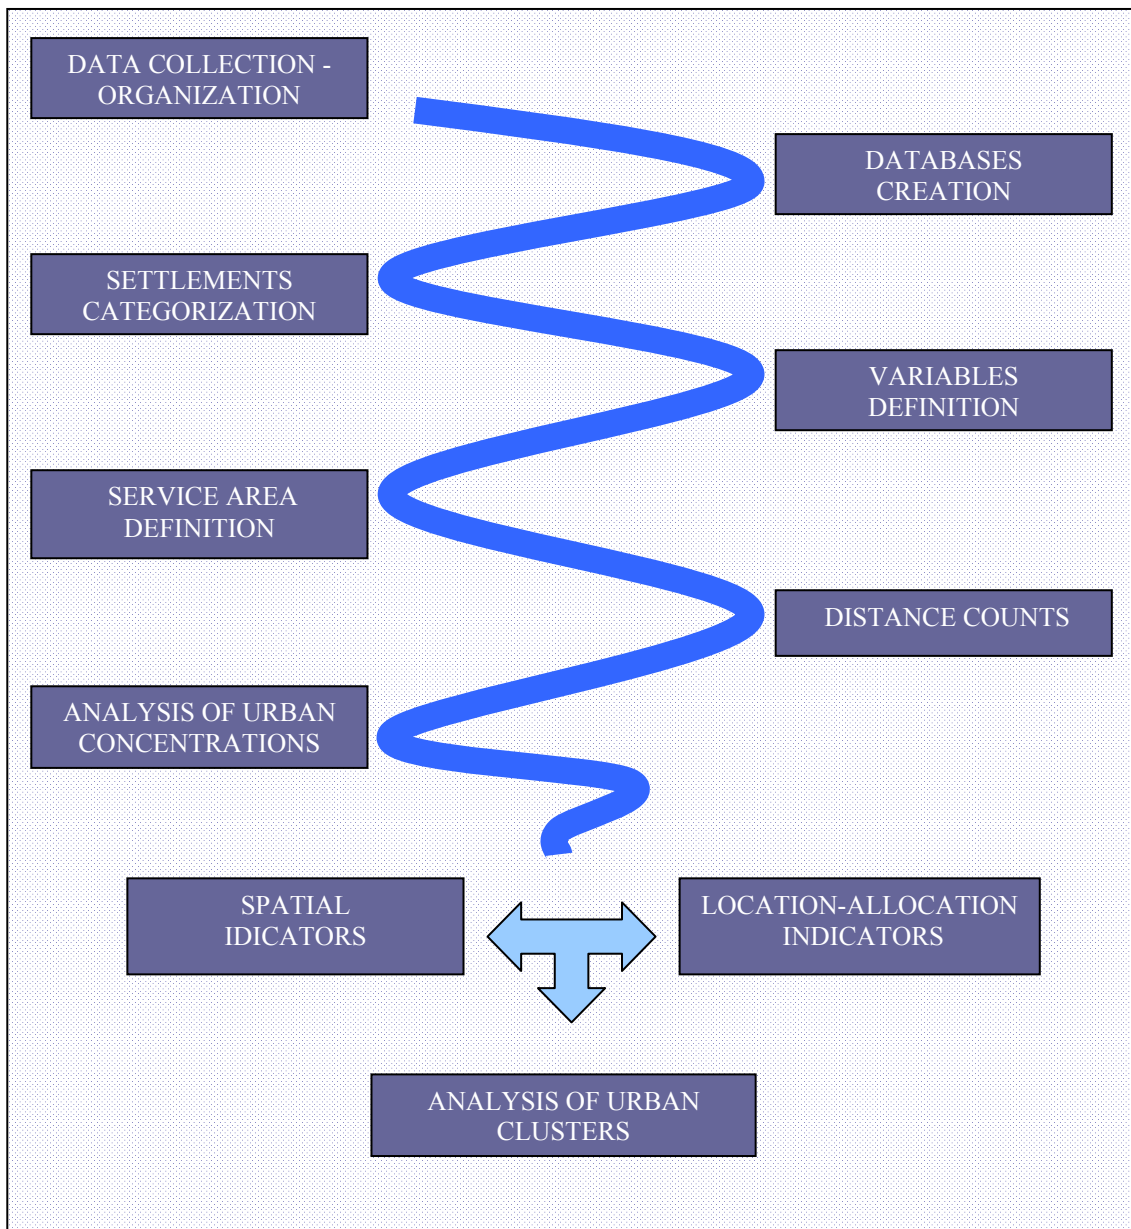 DATA COLLECTION -
ORGANIZATION
DATABASES
CREATION
SETTLEMENTS
CATEGORIZATION
VARIABLES
DEFINITION
SERVICE AREA
DEFINITION
DISTANCE COUNTS
ANALYSIS OF URBAN
CONCENTRATIONS
SPATIAL
IDICATORS
LOCATION-ALLOCATION
INDICATORS
ANALYSIS OF URBAN
CLUSTERS